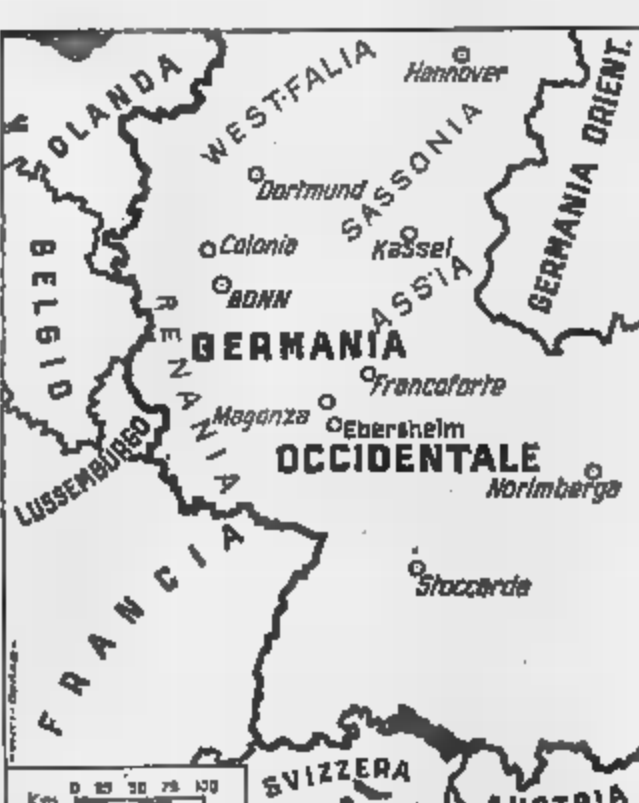 OLANDA
WESTFALIA
Hannover
GERMANIA ORIENT.
SASSONIA
Dortmund
BELGIO
Colonia
Kassel
BONN
ASSIA
RENANIA
GERMANIA
Francoforte
Magonza
Ebersheim
OCCIDENTALE
LUSSEMBURGO
Norimberga
FRANCIA
Stoccarda
SVIZZERA
AUSTRIA
Km. 0 25 50 75 100